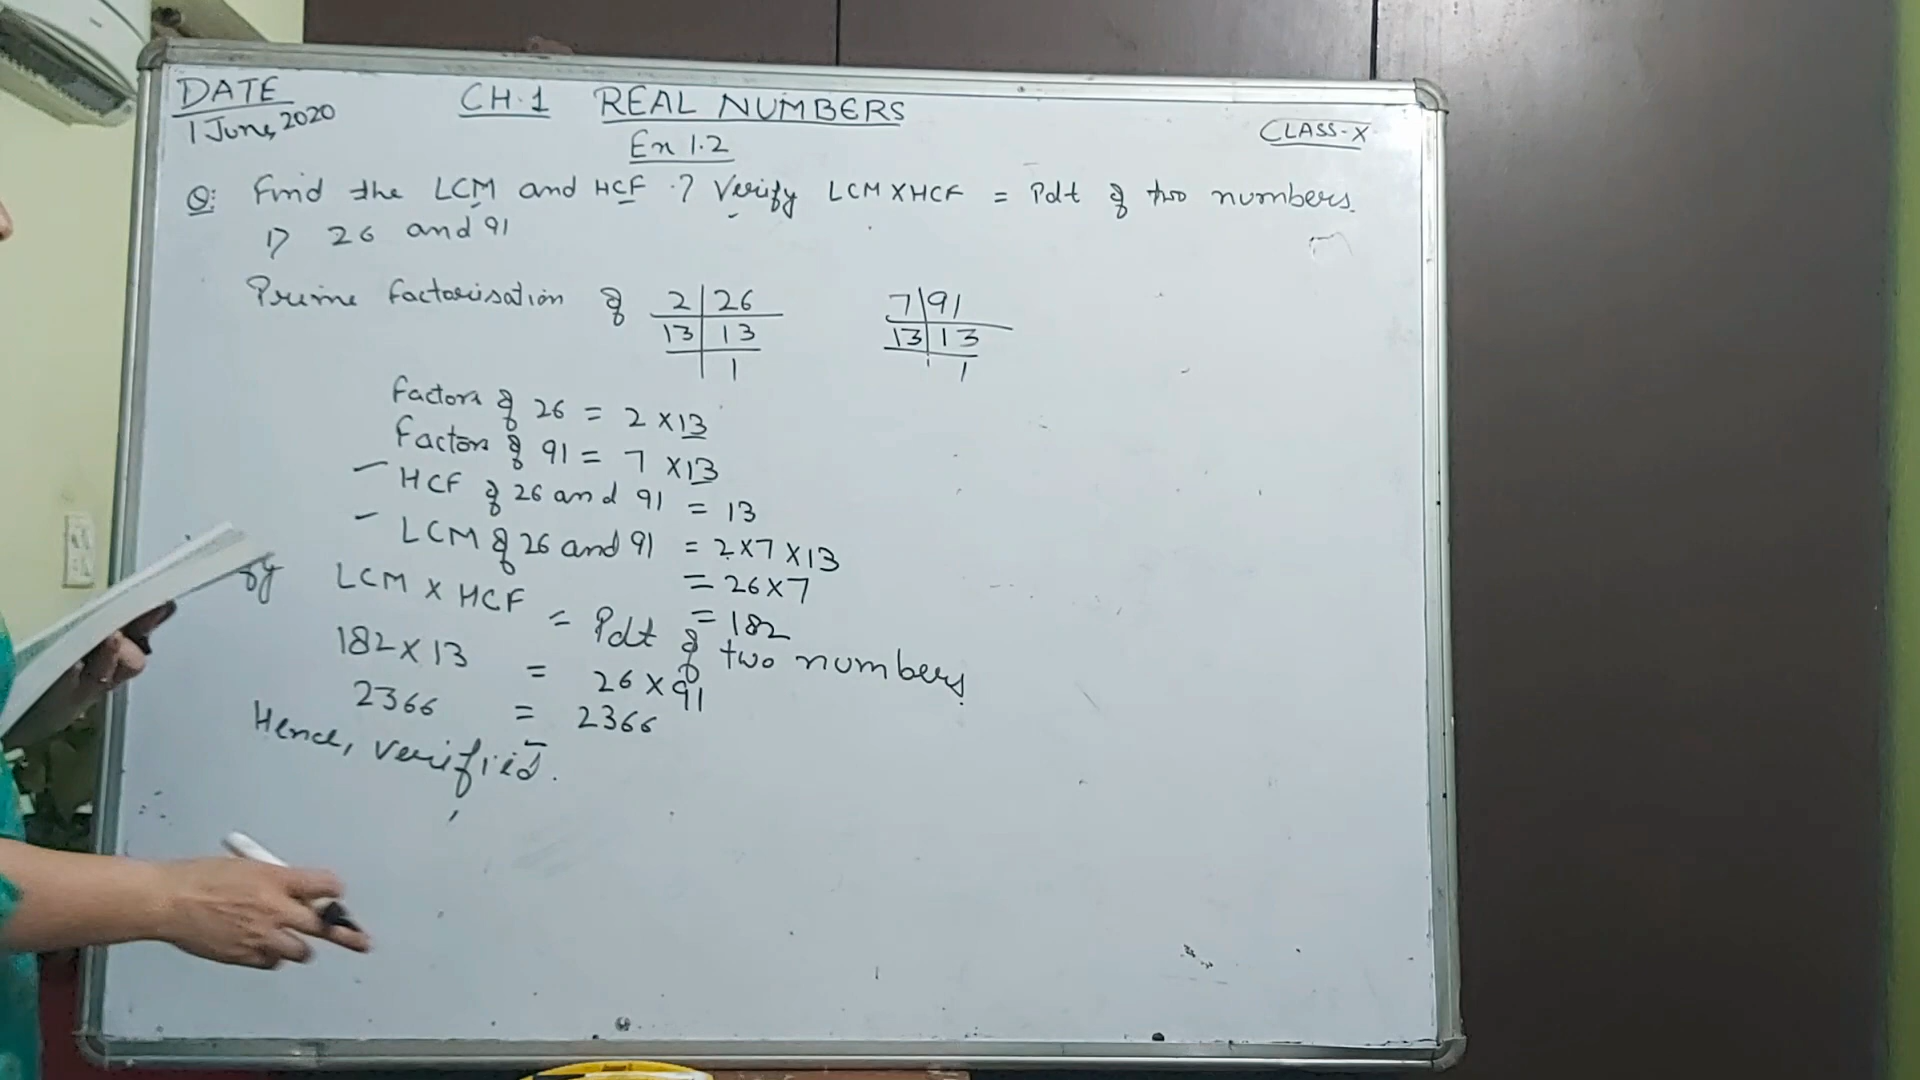 DATE
1 June, 2020
CH.1 REAL NUMBERS
Ex 1.2
CLASS-X
Q: Find the LCM and HCF .? Verify LCM X HCF = Pdt of two numbers.
1) 26 and 91
Prime factorisation of
2 | 26
13 | 13
1
7 | 91
13 | 13
1
Factors of 26 = 2 × 13
Factors of 91 = 7 × 13
HCF of 26 and 91 = 13
LCM of 26 and 91 = 2×7×13
= 26×7
= 182
LCM × HCF = Pdt of two numbers.
182 × 13 = 26 × 91
2366 = 2366
Hence, verified.